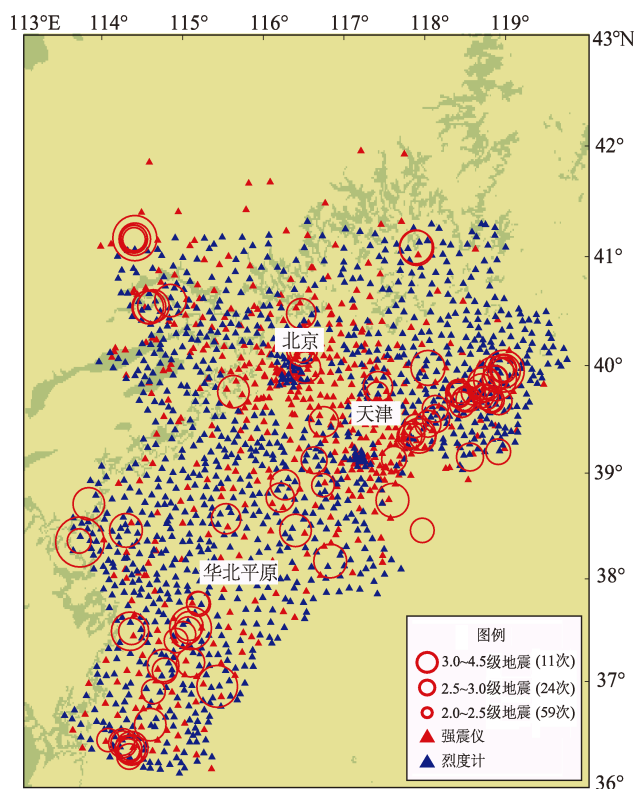 113°E 114° 115° 116° 117° 118° 119°
43°N
42°
41°
北京
40°
天津
39°
华北平原
38°
图例
3.0~4.5级地震 (11次)
2.5~3.0级地震 (24次)
37°
2.0~2.5级地震 (59次)
强震仪
烈度计
36°